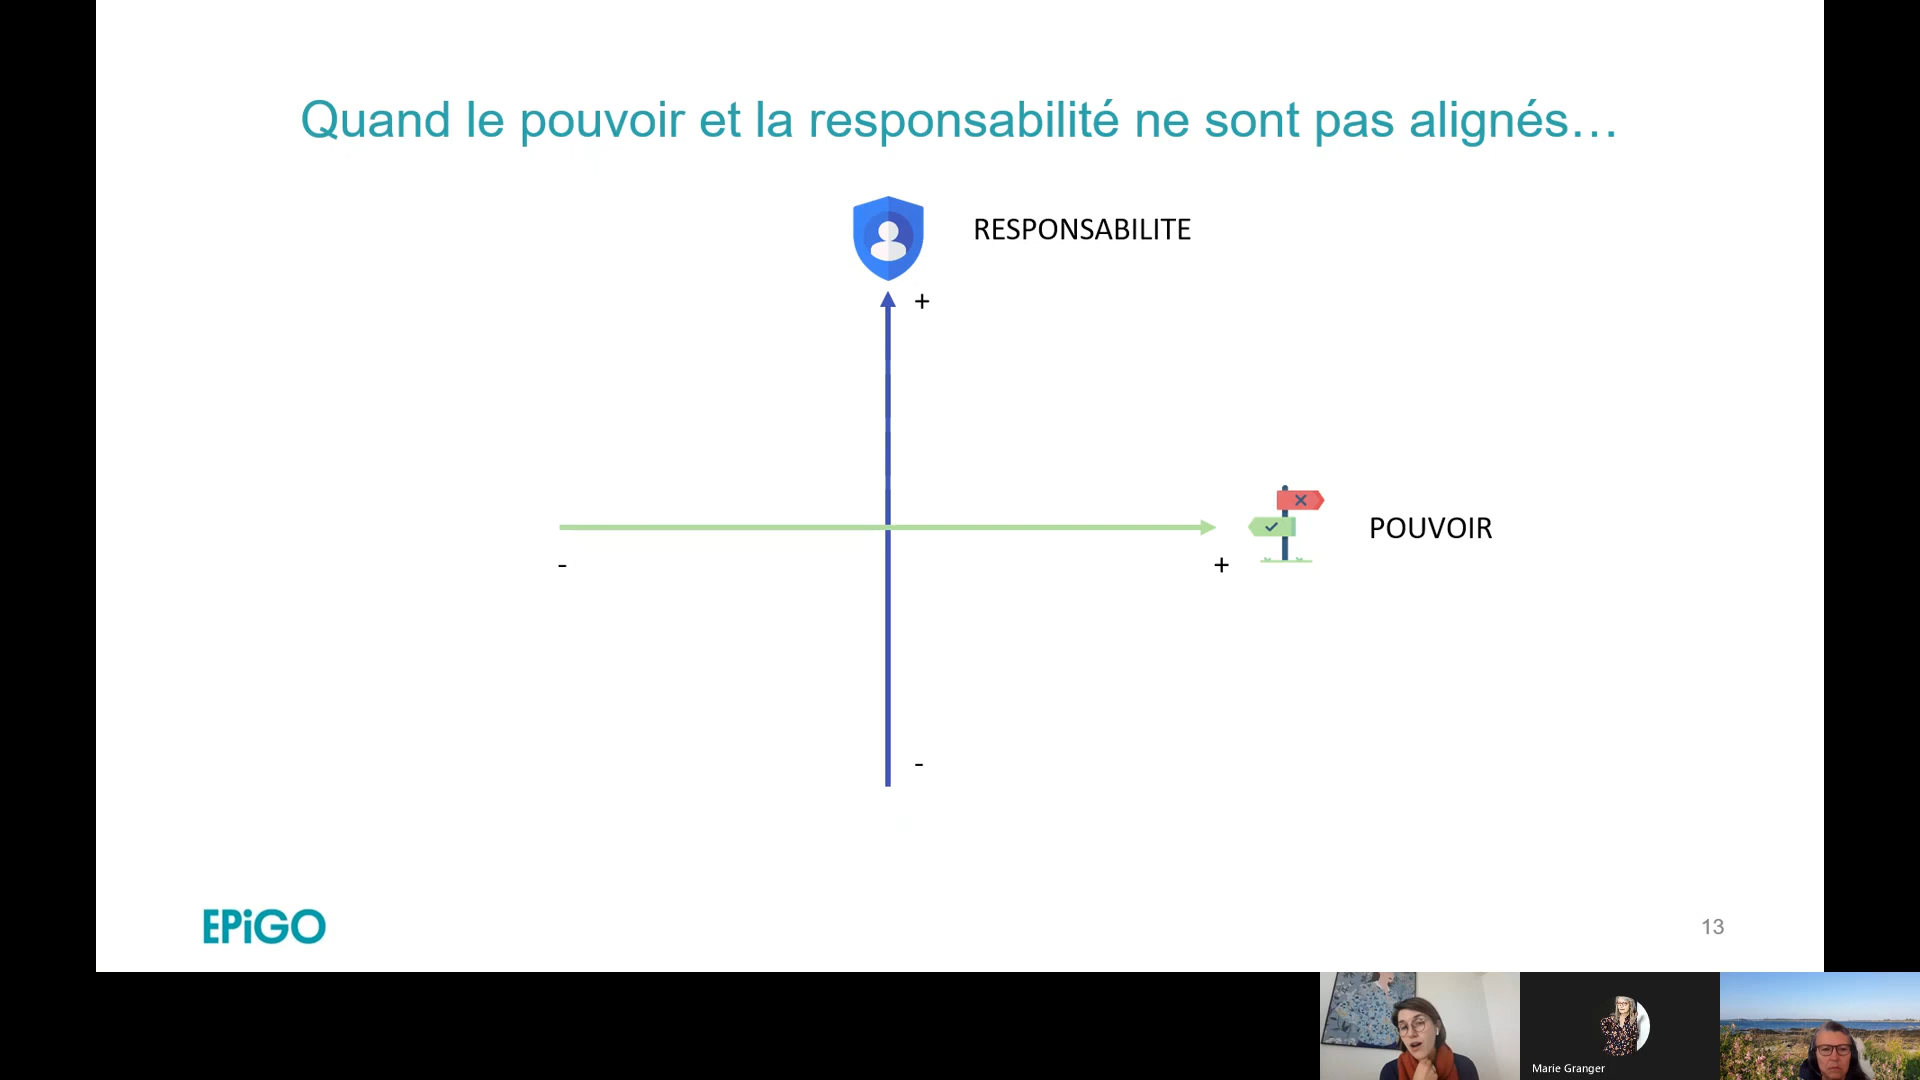 Quand le pouvoir et la responsabilité ne sont pas alignés…
RESPONSABILITE
+
POUVOIR
-
+
-
EPiGO
13
Marie Granger